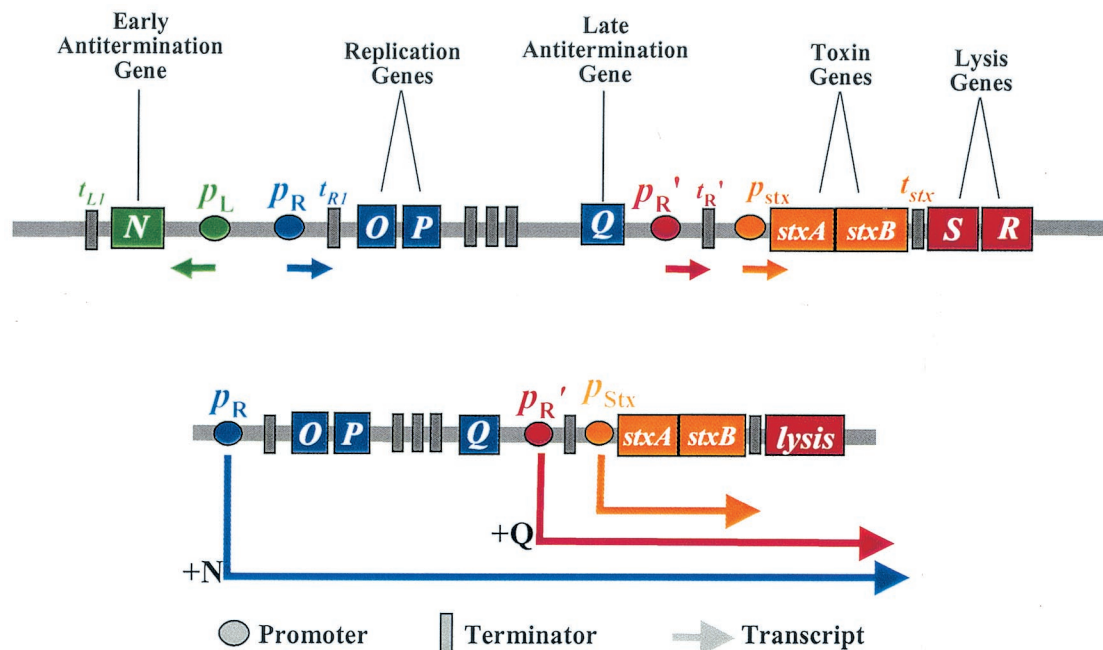 Early
Antitermination
Gene
Replication
Genes
Late
Antitermination
Gene
Toxin
Genes
Lysis
Genes
tL1 N pL pR tR1 O P Q pR' tR' pstx stxA stxB tstx S R
pR O P Q pR' pStx stxA stxB lysis
+Q
+N
Promoter Terminator Transcript